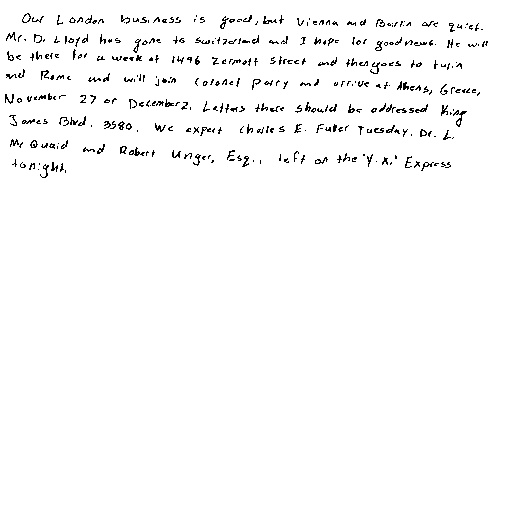 Our London business is good, but Vienna and Berlin are quiet.
Mr. D. Lloyd has gone to Switzerland and I hope for good news. He will
be there for a week at 1496 Zermott Street and then goes to Turin
and Rome and will join Colonel Parry and arrive at Athens, Greece,
November 27 or December 2. Letters there should be addressed King
James Blvd. 3580. We expect Charles E. Fuller Tuesday. Dr. L.
McQuaid and Robert Unger, Esq., left on the "Y.X." Express
tonight.